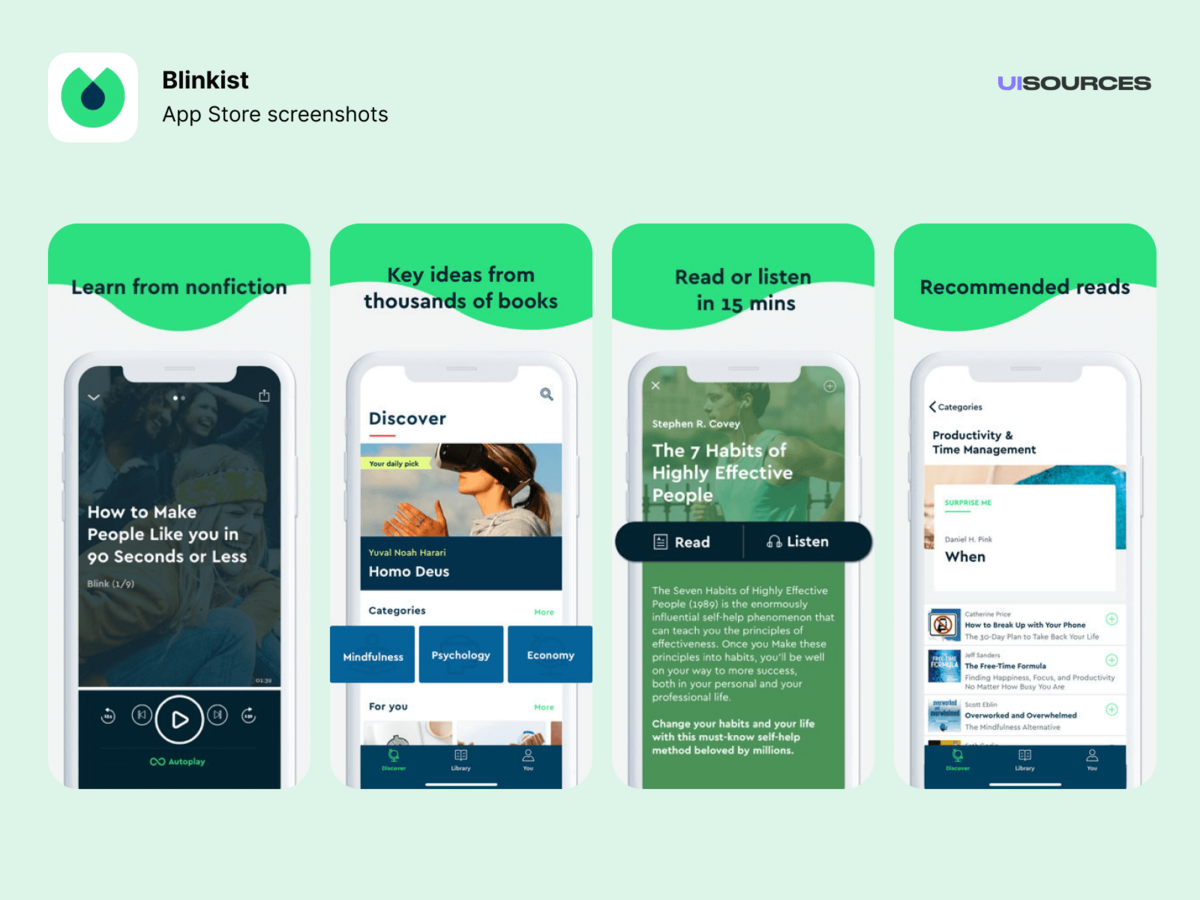 Blinkist
App Store screenshots
UISOURCES
Learn from nonfiction
How to Make
People Like you in
90 Seconds or Less
Blink (1/9)
01:39
Autoplay
Key ideas from
thousands of books
Discover
Your daily pick
Yuval Noah Harari
Homo Deus
Categories
More
Mindfulness
Psychology
Economy
For you
More
Discover
Library
You
Read or listen
in 15 mins
Stephen R. Covey
The 7 Habits of
Highly Effective
People
Read
Listen
The Seven Habits of Highly Effective
People (1989) is the enormously
influential self-help phenomenon that
can teach you the principles of
effectiveness. Once you Make these
principles into habits, you'll be well
on your way to more success,
both in your personal and your
professional life.
Change your habits and your life
with this must-know self-help
method beloved by millions.
Recommended reads
Categories
Productivity &
Time Management
SURPRISE ME
Daniel H. Pink
When
Catherine Price
How to Break Up with Your Phone
The 30-Day Plan to Take Back Your Life
FREE-TIME
FORMULA
Jeff Sanders
The Free-Time Formula
Finding Happiness, Focus, and Productivity
No Matter How Busy You Are
overworked
and
overwhelmed
Scott Eblin
Overworked and Overwhelmed
The Mindfulness Alternative
Discover
Library
You